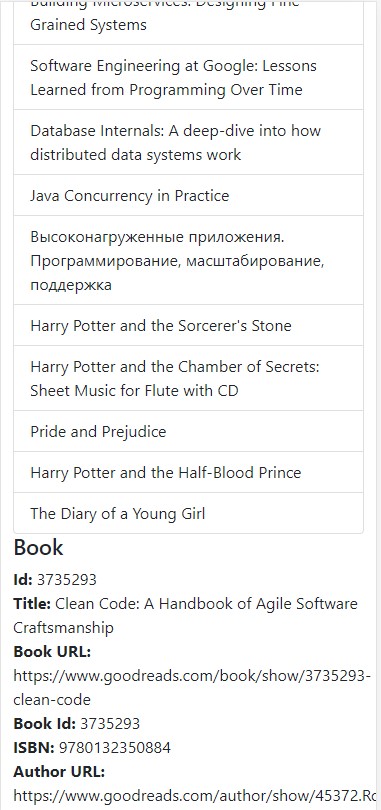 Building Microservices: Designing Fine-
Grained Systems
Software Engineering at Google: Lessons
Learned from Programming Over Time
Database Internals: A deep-dive into how
distributed data systems work
Java Concurrency in Practice
Высоконагруженные приложения.
Программирование, масштабирование,
поддержка
Harry Potter and the Sorcerer's Stone
Harry Potter and the Chamber of Secrets:
Sheet Music for Flute with CD
Pride and Prejudice
Harry Potter and the Half-Blood Prince
The Diary of a Young Girl
Book
Id: 3735293
Title: Clean Code: A Handbook of Agile Software
Craftsmanship
Book URL:
https://www.goodreads.com/book/show/3735293-
clean-code
Book Id: 3735293
ISBN: 9780132350884
Author URL:
https://www.goodreads.com/author/show/45372.Ro